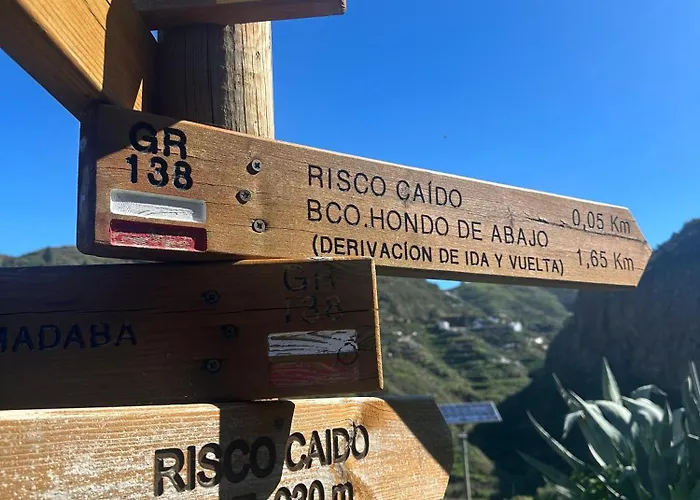 GR
138
RISCO CAÍDO 0,05 Km
BCO.HONDO DE ABAJO
(DERIVACIÓN DE IDA Y VUELTA) 1,65 Km
GR
138
MADABA
RISCO CAIDO